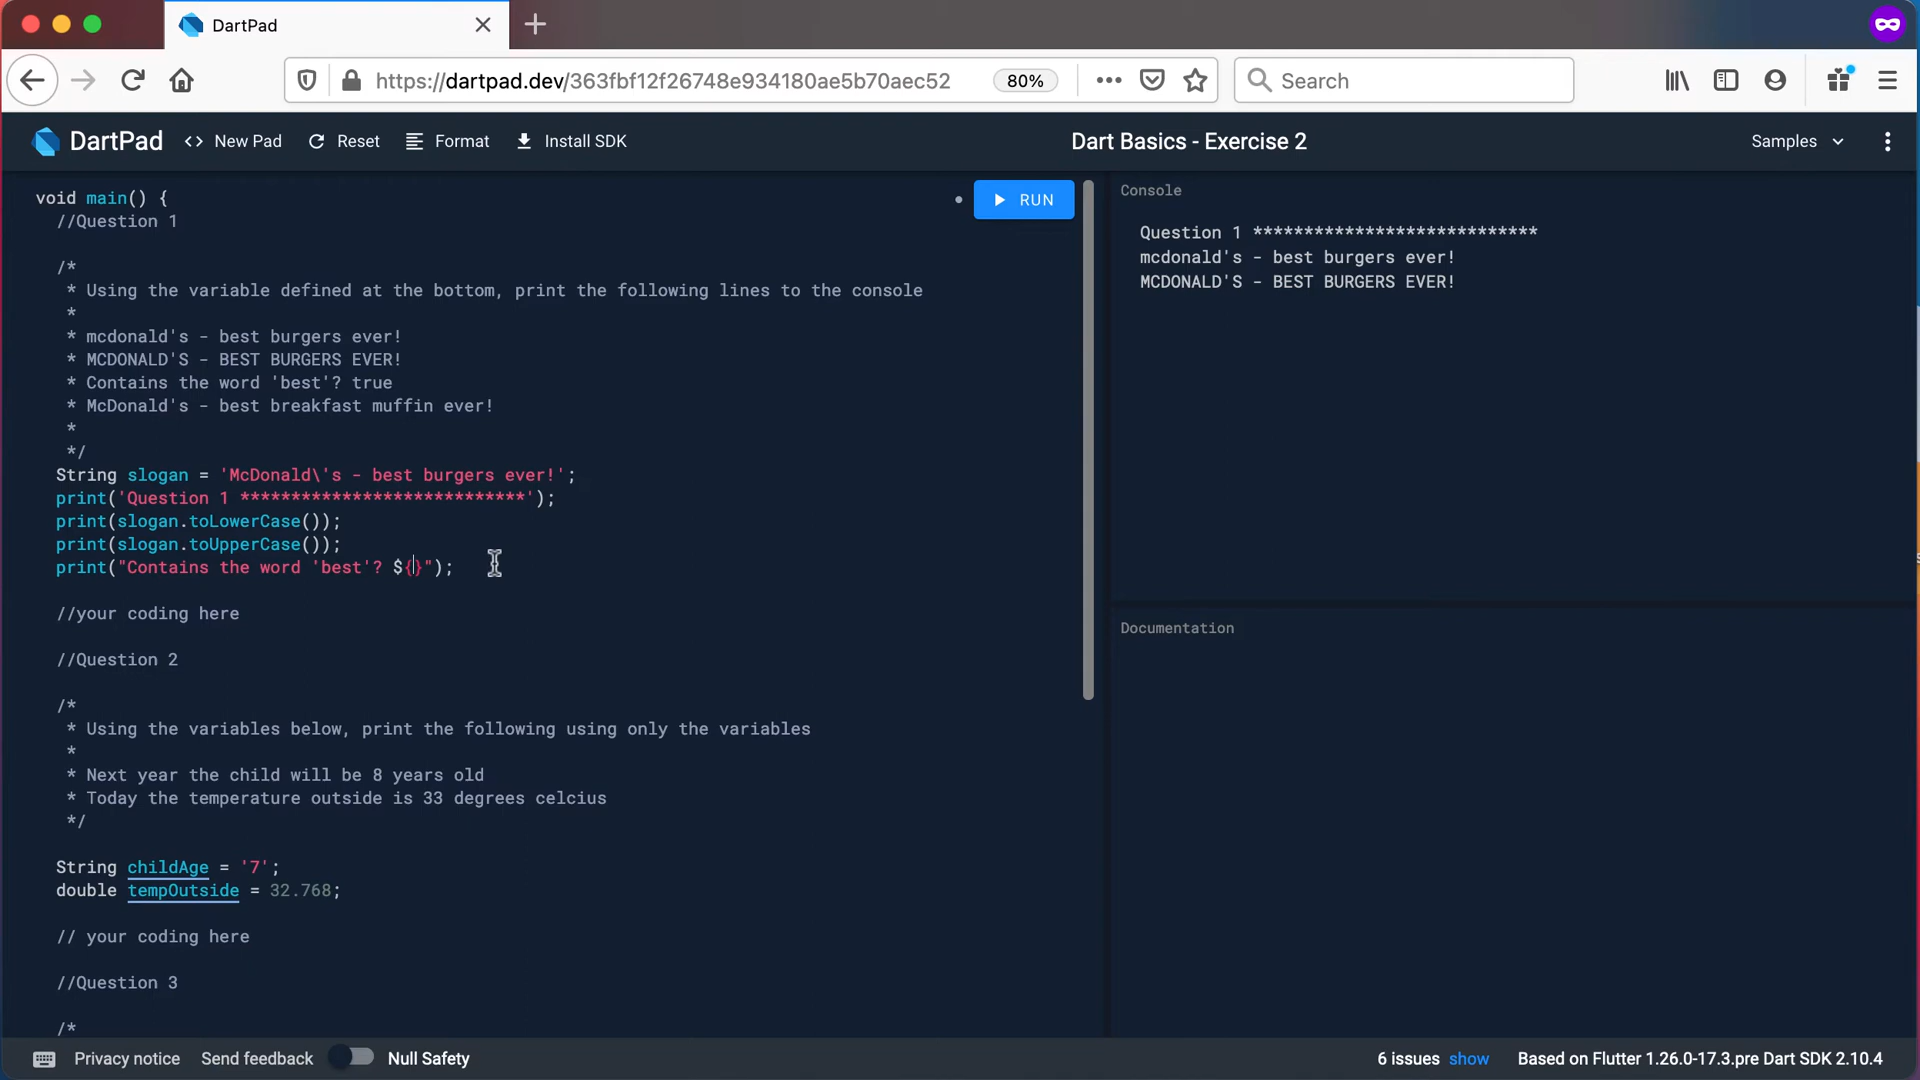 DartPad
https://dartpad.dev/363fbf12f26748e934180ae5b70aec52
80%
Search
DartPad
<> New Pad
Reset
Format
Install SDK
Dart Basics - Exercise 2
Samples
void main() {
//Question 1
/*
* Using the variable defined at the bottom, print the following lines to the console
*
* mcdonald's - best burgers ever!
* MCDONALD'S - BEST BURGERS EVER!
* Contains the word 'best'? true
* McDonald's - best breakfast muffin ever!
*
*/
String slogan = 'McDonald\'s - best burgers ever!';
print('Question 1 ****************************');
print(slogan.toLowerCase());
print(slogan.toUpperCase());
print("Contains the word 'best'? ${}");
//your coding here
//Question 2
/*
* Using the variables below, print the following using only the variables
*
* Next year the child will be 8 years old
* Today the temperature outside is 33 degrees celcius
*/
String childAge = '7';
double tempOutside = 32.768;
// your coding here
//Question 3
/*
RUN
Console
Question 1 ****************************
mcdonald's - best burgers ever!
MCDONALD'S - BEST BURGERS EVER!
Documentation
Privacy notice
Send feedback
Null Safety
6 issues show
Based on Flutter 1.26.0-17.3.pre Dart SDK 2.10.4